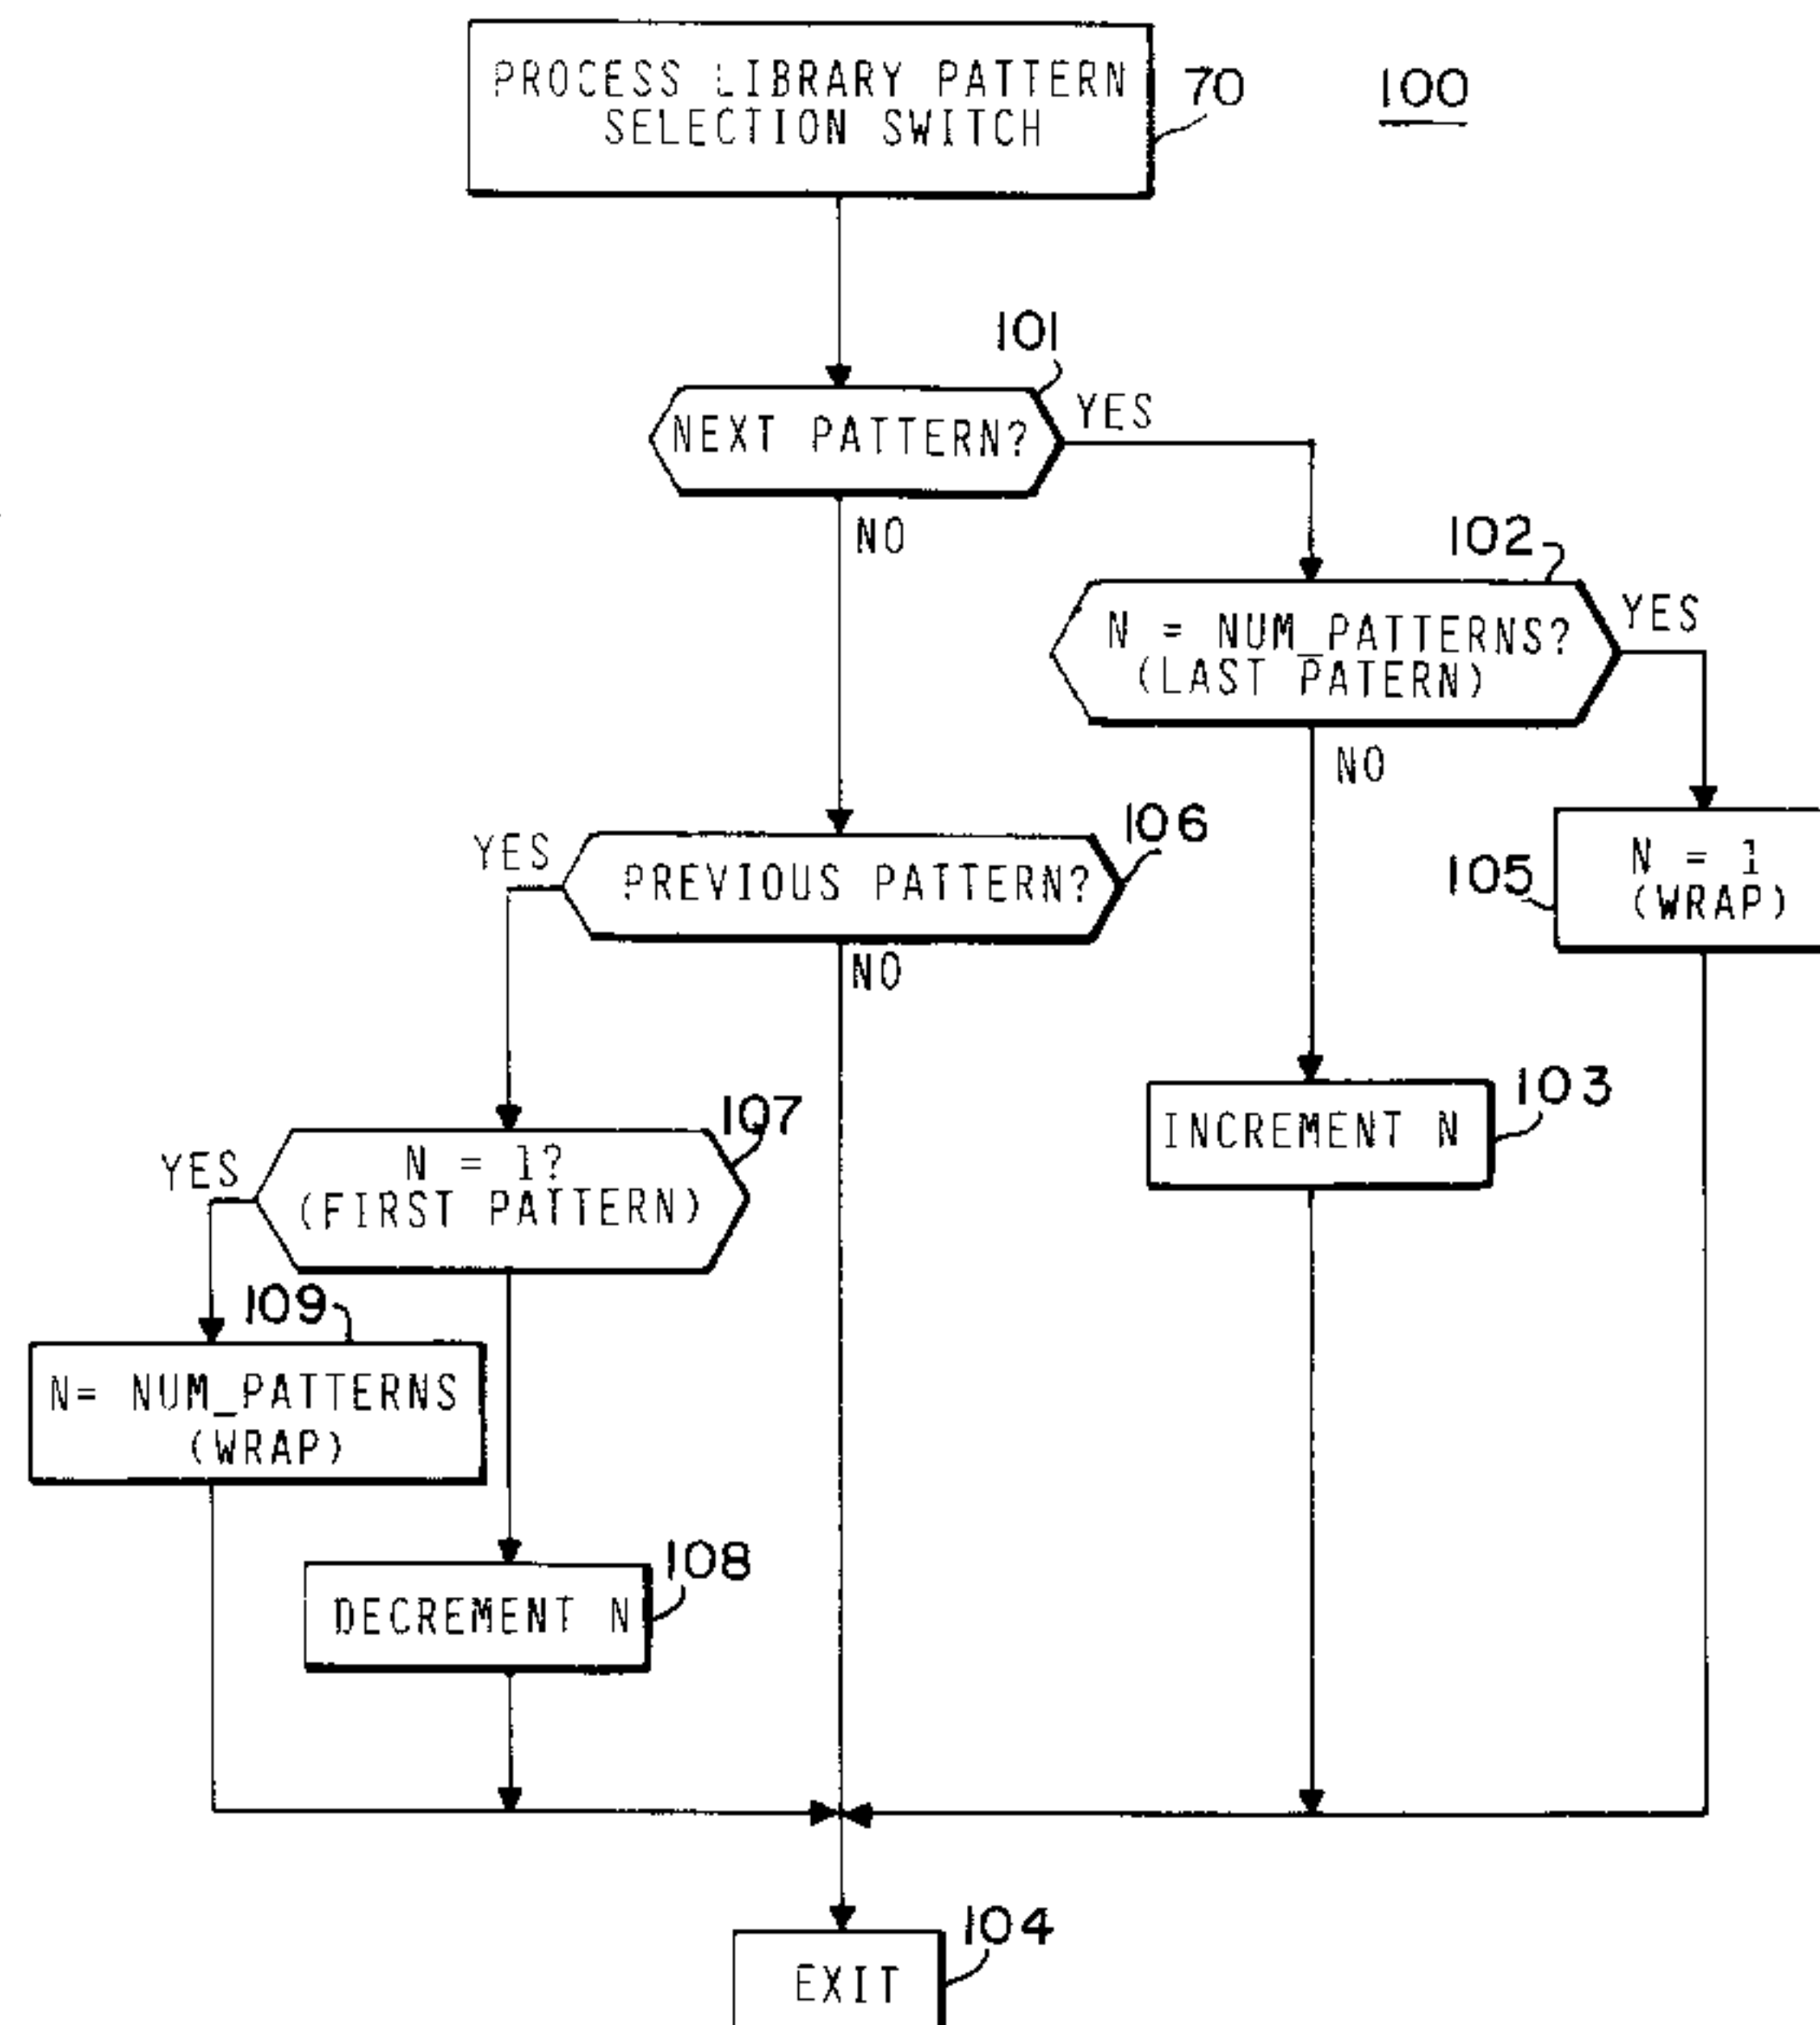 PROCESS LIBRARY PATTERN
SELECTION SWITCH
70
100
101
NEXT PATTERN?
YES
NO
102
N = NUM_PATTERNS?
(LAST PATERN)
YES
NO
106
YES
PREVIOUS PATTERN?
NO
105
N = 1
(WRAP)
103
INCREMENT N
107
YES
N = 1?
(FIRST PATTERN)
109
N= NUM_PATTERNS
(WRAP)
108
DECREMENT N
104
EXIT